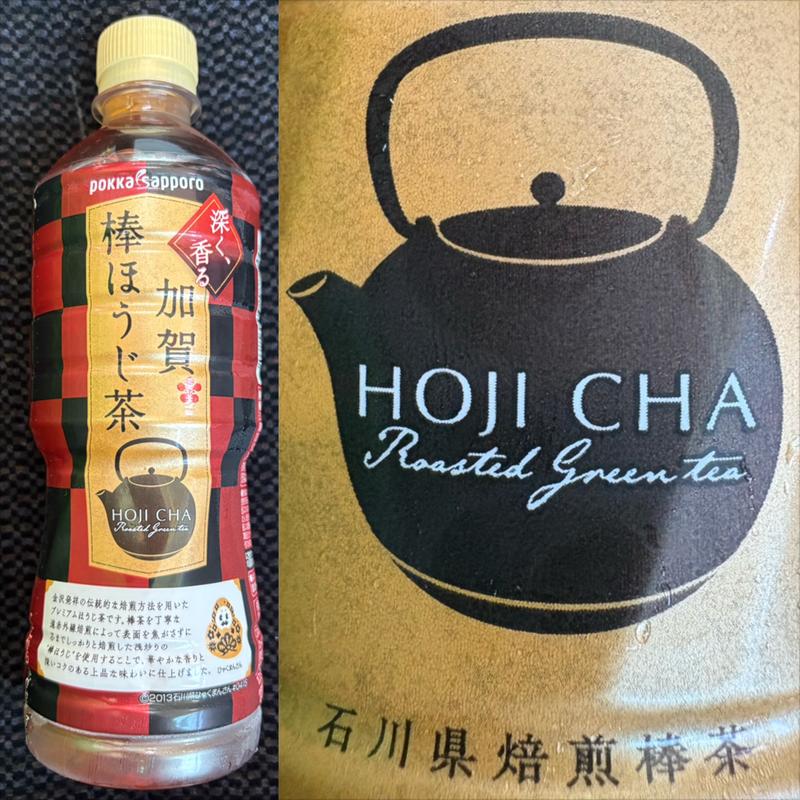 pokka sapporo
深く、
香る
加賀
棒ほうじ茶
HOJI CHA
Roasted Green tea
金沢発祥の伝統的な焙煎方法を用いた
プレミアムほうじ茶です。棒茶を丁寧な
遠赤外線焙煎によって表面を焦がさずに
芯までしっかりと焙煎した浅炒りの
"棒ほうじ"を使用することで、華やかな香りと
深いコクのある上品な味わいに仕上げました。
ひゃくまんさん
©2013石川県ひゃくまんさん#0415
HOJI CHA
Roasted Green tea
石川県焙煎棒茶